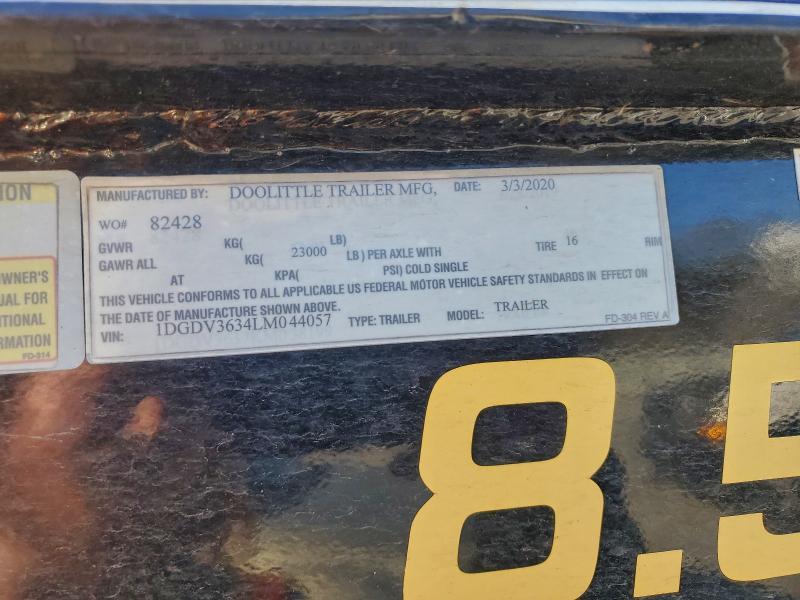 ION
OWNER'S
UAL FOR
ITIONAL
RMATION
FD-314
MANUFACTURED BY: DOOLITTLE TRAILER MFG, DATE: 3/3/2020
WO# 82428
GVWR KG( LB)
GAWR ALL KG( 23000 LB ) PER AXLE WITH TIRE 16 RIM
AT KPA( PSI) COLD SINGLE
THIS VEHICLE CONFORMS TO ALL APPLICABLE US FEDERAL MOTOR VEHICLE SAFETY STANDARDS IN EFFECT ON
THE DATE OF MANUFACTURE SHOWN ABOVE.
VIN: 1DGDV3634LM044057 TYPE: TRAILER MODEL: TRAILER
FD-304 REV A
8.5